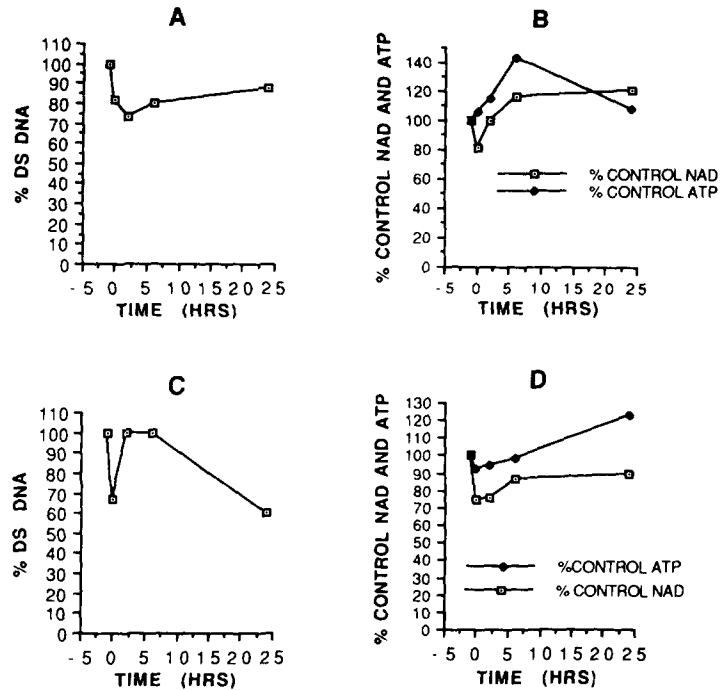 A
% DS DNA
110
100
90
80
70
60
50
40
30
20
10
0
-5 0 5 10 15 20 25
TIME (HRS)
B
% CONTROL NAD AND ATP
140
120
100
80
60
40
20
0
% CONTROL NAD
% CONTROL ATP
-5 0 5 10 15 20 25
TIME (HRS)
C
% DS DNA
110
100
90
80
70
60
50
40
30
20
10
0
-5 0 5 10 15 20 25
TIME (HRS)
D
% CONTROL NAD AND ATP
130
120
110
100
90
80
70
60
50
40
30
20
10
0
%CONTROL ATP
% CONTROL NAD
-5 0 5 10 15 20 25
TIME (HRS)